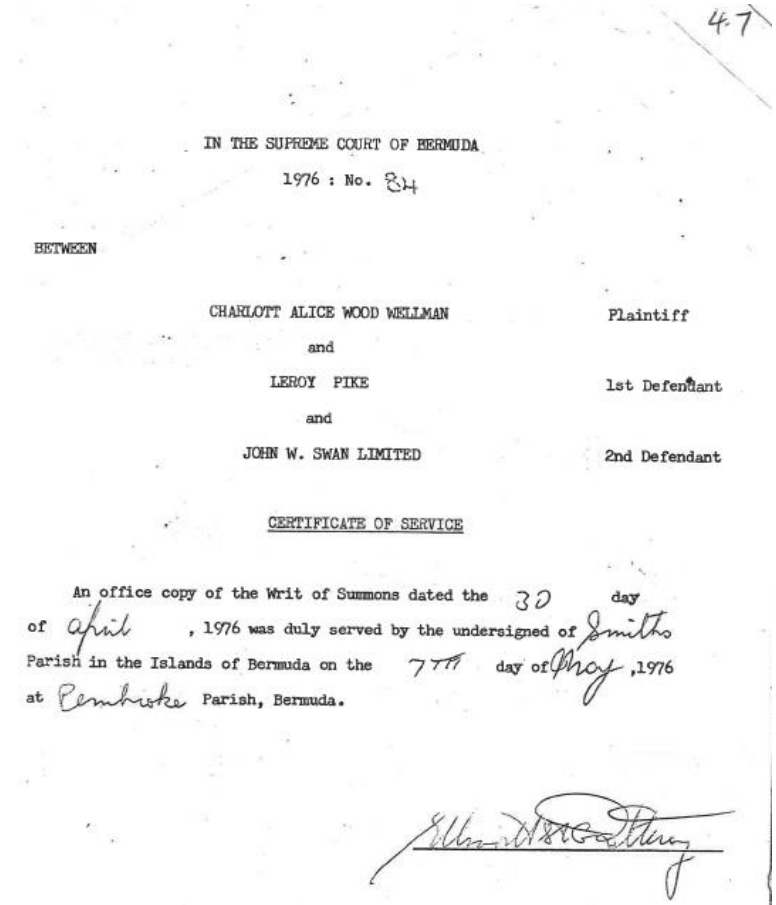 47
IN THE SUPREME COURT OF BERMUDA
1976 : No. 84
BETWEEN
CHARLOTT ALICE WOOD WELLMAN Plaintiff
and
LEROY PIKE 1st Defendant
and
JOHN W. SWAN LIMITED 2nd Defendant
CERTIFICATE OF SERVICE
An office copy of the Writ of Summons dated the 30 day
of April , 1976 was duly served by the undersigned of Smiths
Parish in the Islands of Bermuda on the 7TH day of May ,1976
at Pembroke Parish, Bermuda.